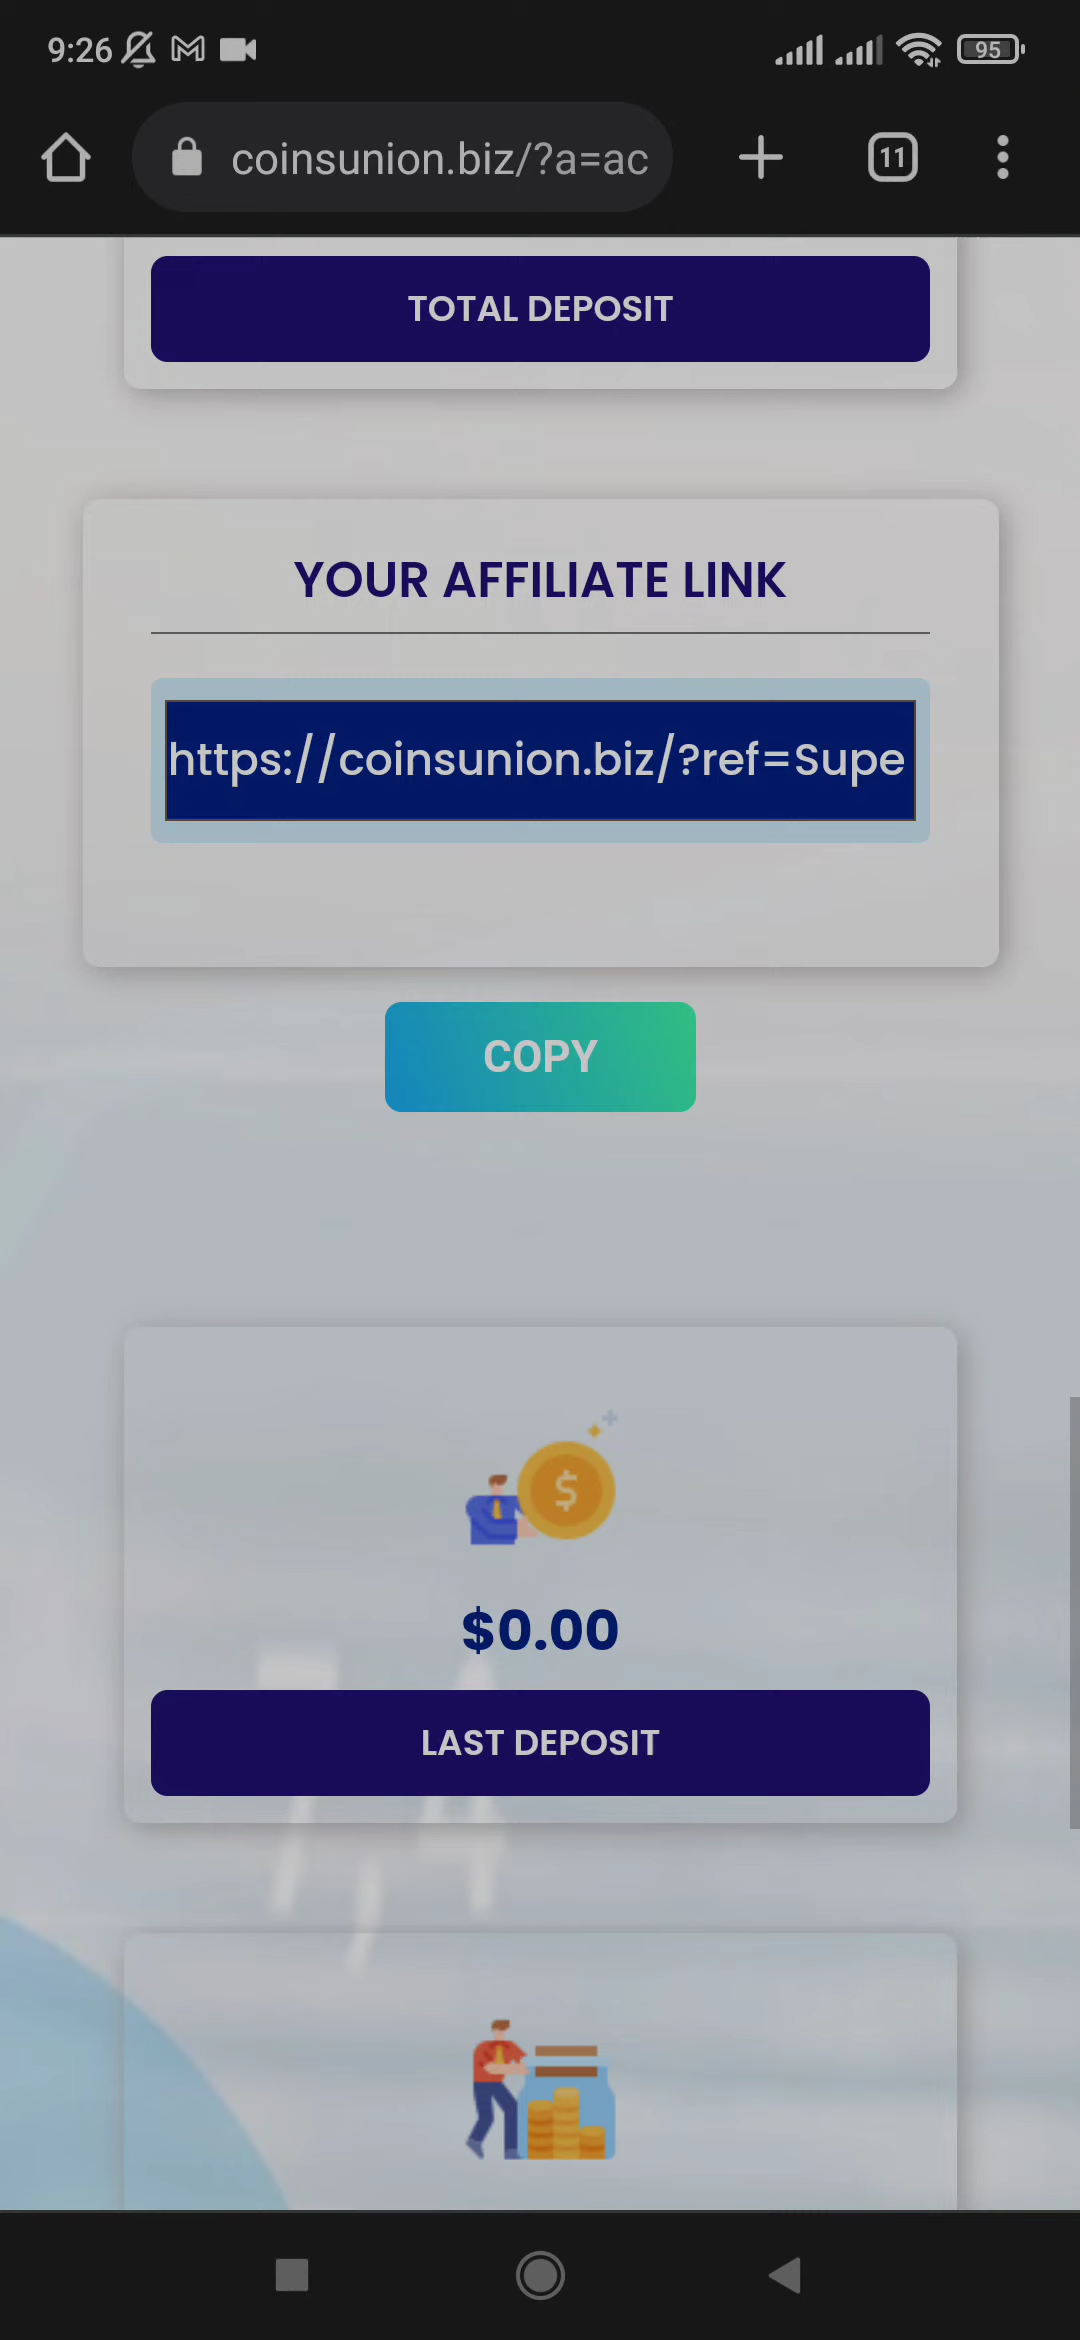 9:26
95
coinsunion.biz/?a=ac
11
TOTAL DEPOSIT
YOUR AFFILIATE LINK
https://coinsunion.biz/?ref=Supe
COPY
$
$0.00
LAST DEPOSIT